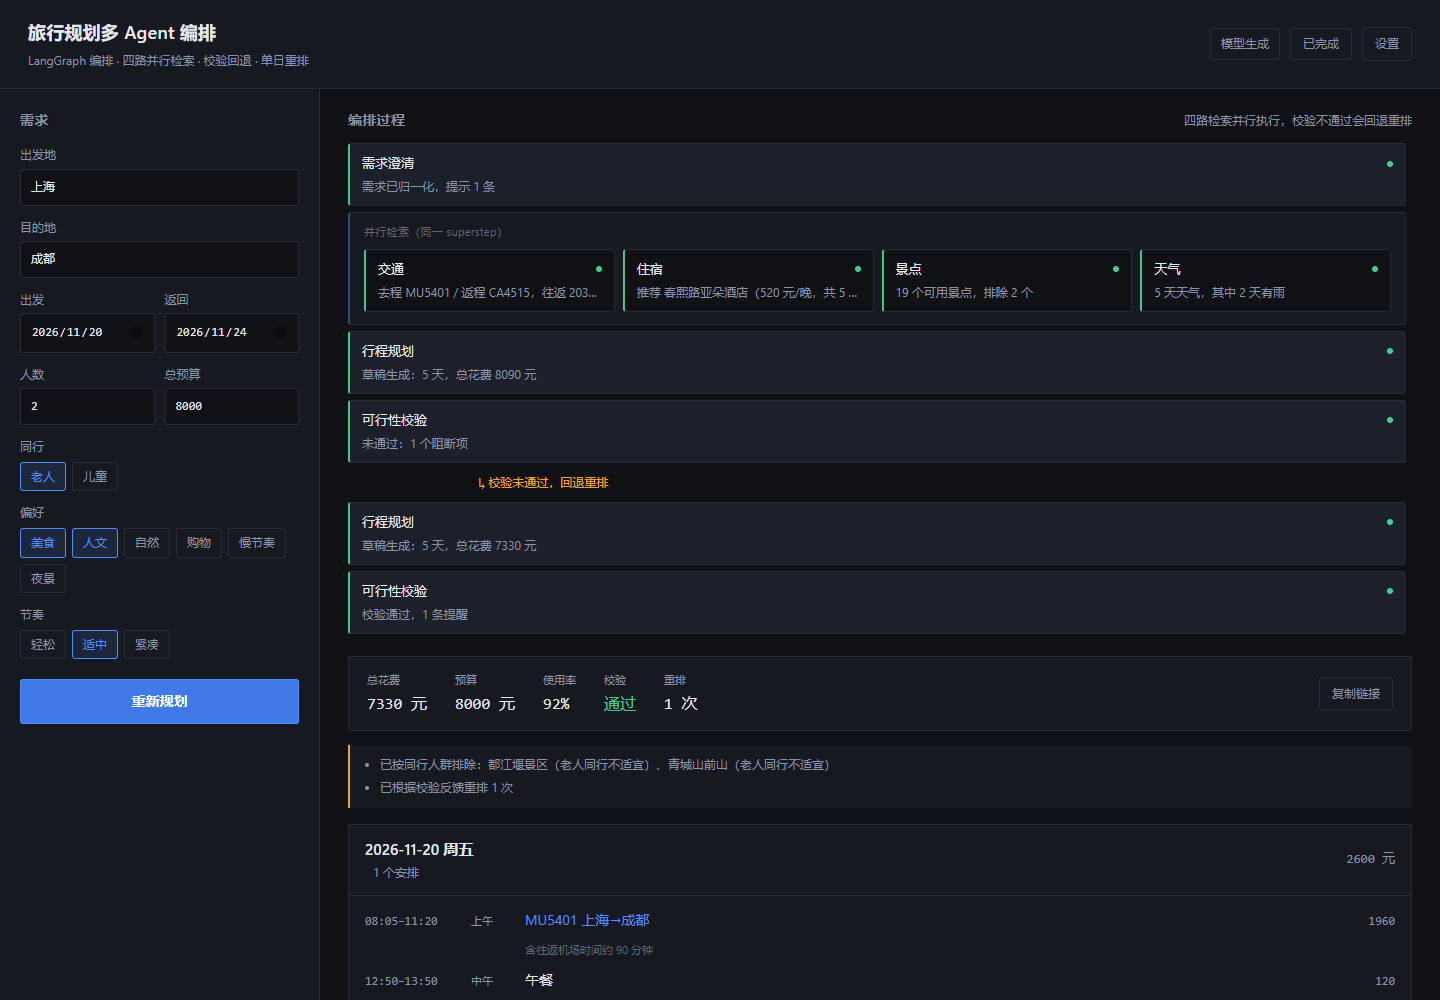 旅行规划多 Agent 编排
LangGraph 编排 · 四路并行检索 · 校验回退 · 单日重排
模型生成
已完成
设置
需求
出发地
上海
目的地
成都
出发
返回
2026/11/20
2026/11/24
人数
总预算
2
8000
同行
老人
儿童
偏好
美食
人文
自然
购物
慢节奏
夜景
节奏
轻松
适中
紧凑
重新规划
编排过程
四路检索并行执行，校验不通过会回退重排
需求澄清
需求已归一化，提示 1 条
并行检索（同一 superstep）
交通
去程 MU5401 / 返程 CA4515，往返 203...
住宿
推荐 春熙路亚朵酒店（520 元/晚，共 5 ...
景点
19 个可用景点，排除 2 个
天气
5 天天气，其中 2 天有雨
行程规划
草稿生成：5 天，总花费 8090 元
可行性校验
未通过：1 个阻断项
↳ 校验未通过，回退重排
行程规划
草稿生成：5 天，总花费 7330 元
可行性校验
校验通过，1 条提醒
总花费
7330 元
预算
8000 元
使用率
92%
校验
通过
重排
1 次
复制链接
• 已按同行人群排除：都江堰景区（老人同行不适宜）、青城山前山（老人同行不适宜）
• 已根据校验反馈重排 1 次
2026-11-20 周五
1 个安排
2600 元
08:05–11:20 上午 MU5401 上海→成都 1960
含往返机场时间约 90 分钟
12:50–13:50 中午 午餐 120